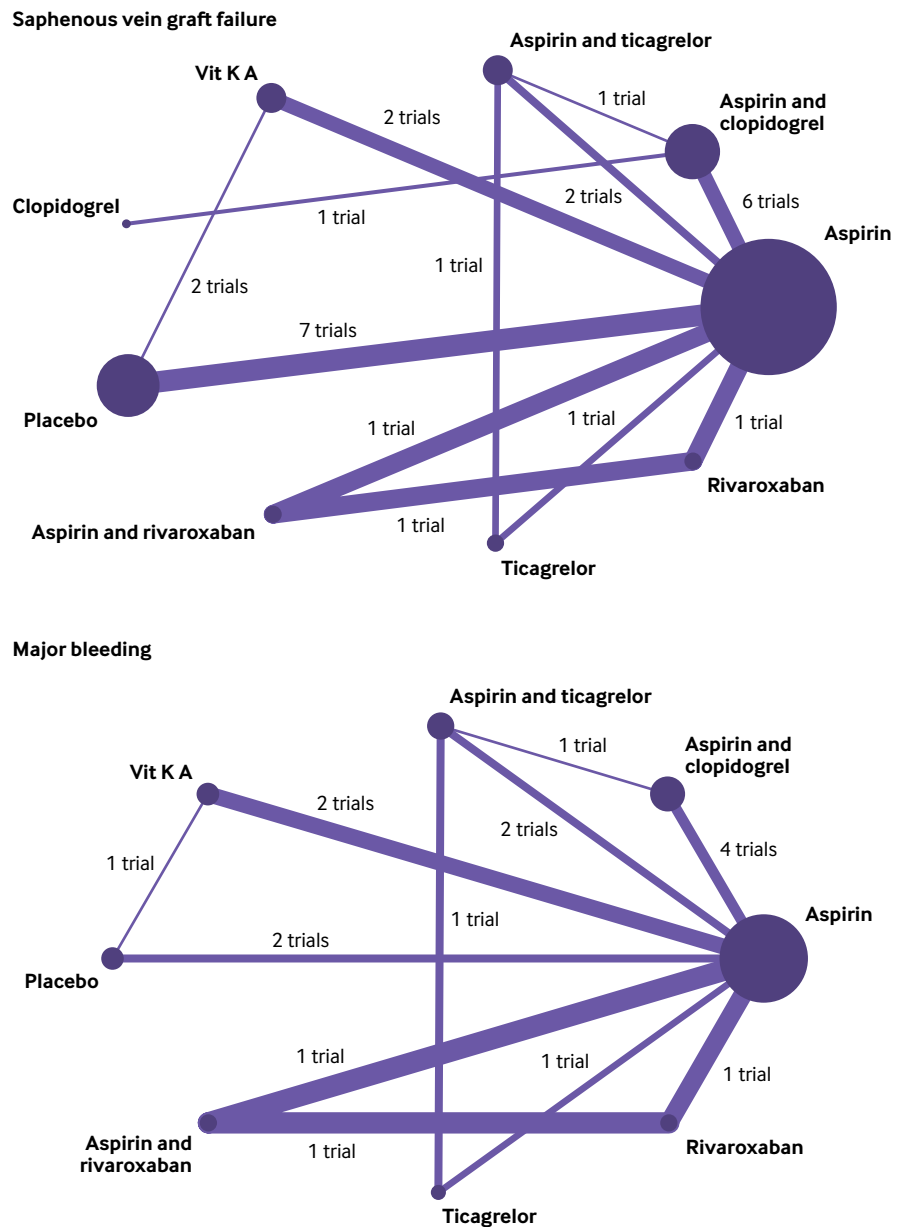 Saphenous vein graft failure
Aspirin and ticagrelor
Vit K A
1 trial
Aspirin and
clopidogrel
2 trials
Clopidogrel
1 trial
2 trials
6 trials
Aspirin
1 trial
2 trials
7 trials
Placebo
1 trial
1 trial
1 trial
Rivaroxaban
Aspirin and rivaroxaban
1 trial
Ticagrelor
Major bleeding
Aspirin and ticagrelor
1 trial
Aspirin and
clopidogrel
Vit K A
2 trials
2 trials
4 trials
1 trial
Aspirin
1 trial
2 trials
Placebo
1 trial
1 trial
1 trial
Aspirin and
rivaroxaban
1 trial
Rivaroxaban
Ticagrelor